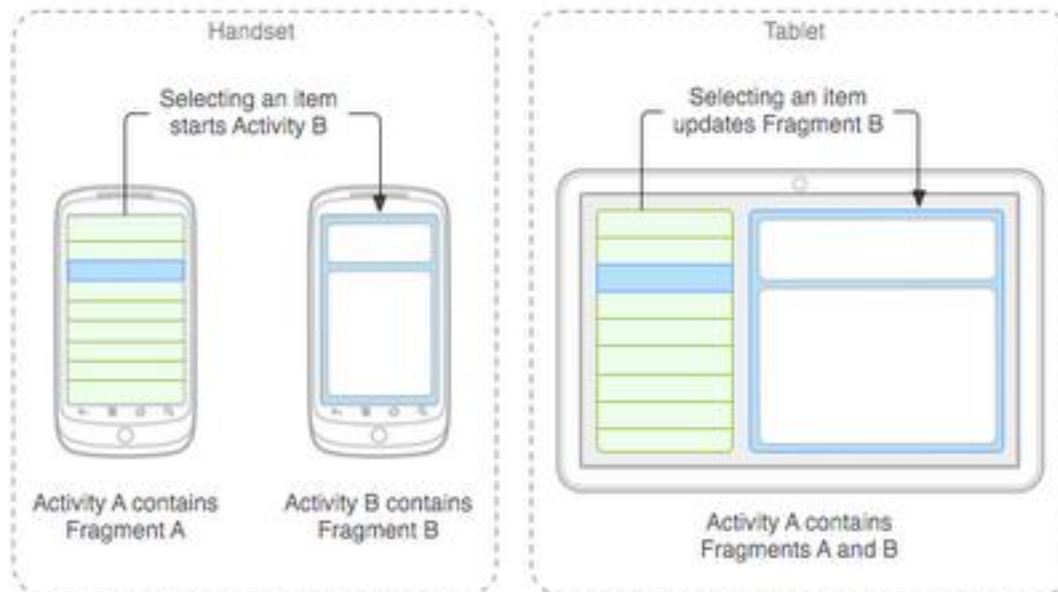 Handset
Selecting an item
starts Activity B
Activity A contains
Fragment A
Activity B contains
Fragment B
Tablet
Selecting an item
updates Fragment B
Activity A contains
Fragments A and B